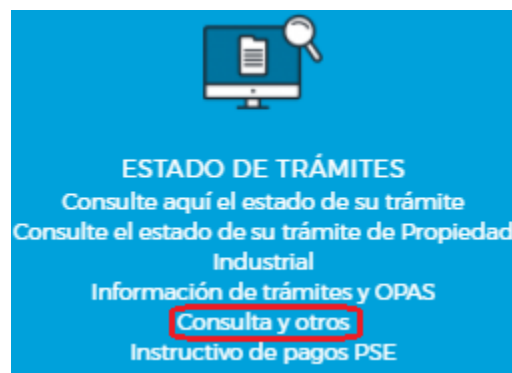 ESTADO DE TRÁMITES
Consulte aquí el estado de su trámite
Consulte el estado de su trámite de Propiedad
Industrial
Información de trámites y OPAS
Consulta y otros
Instructivo de pagos PSE